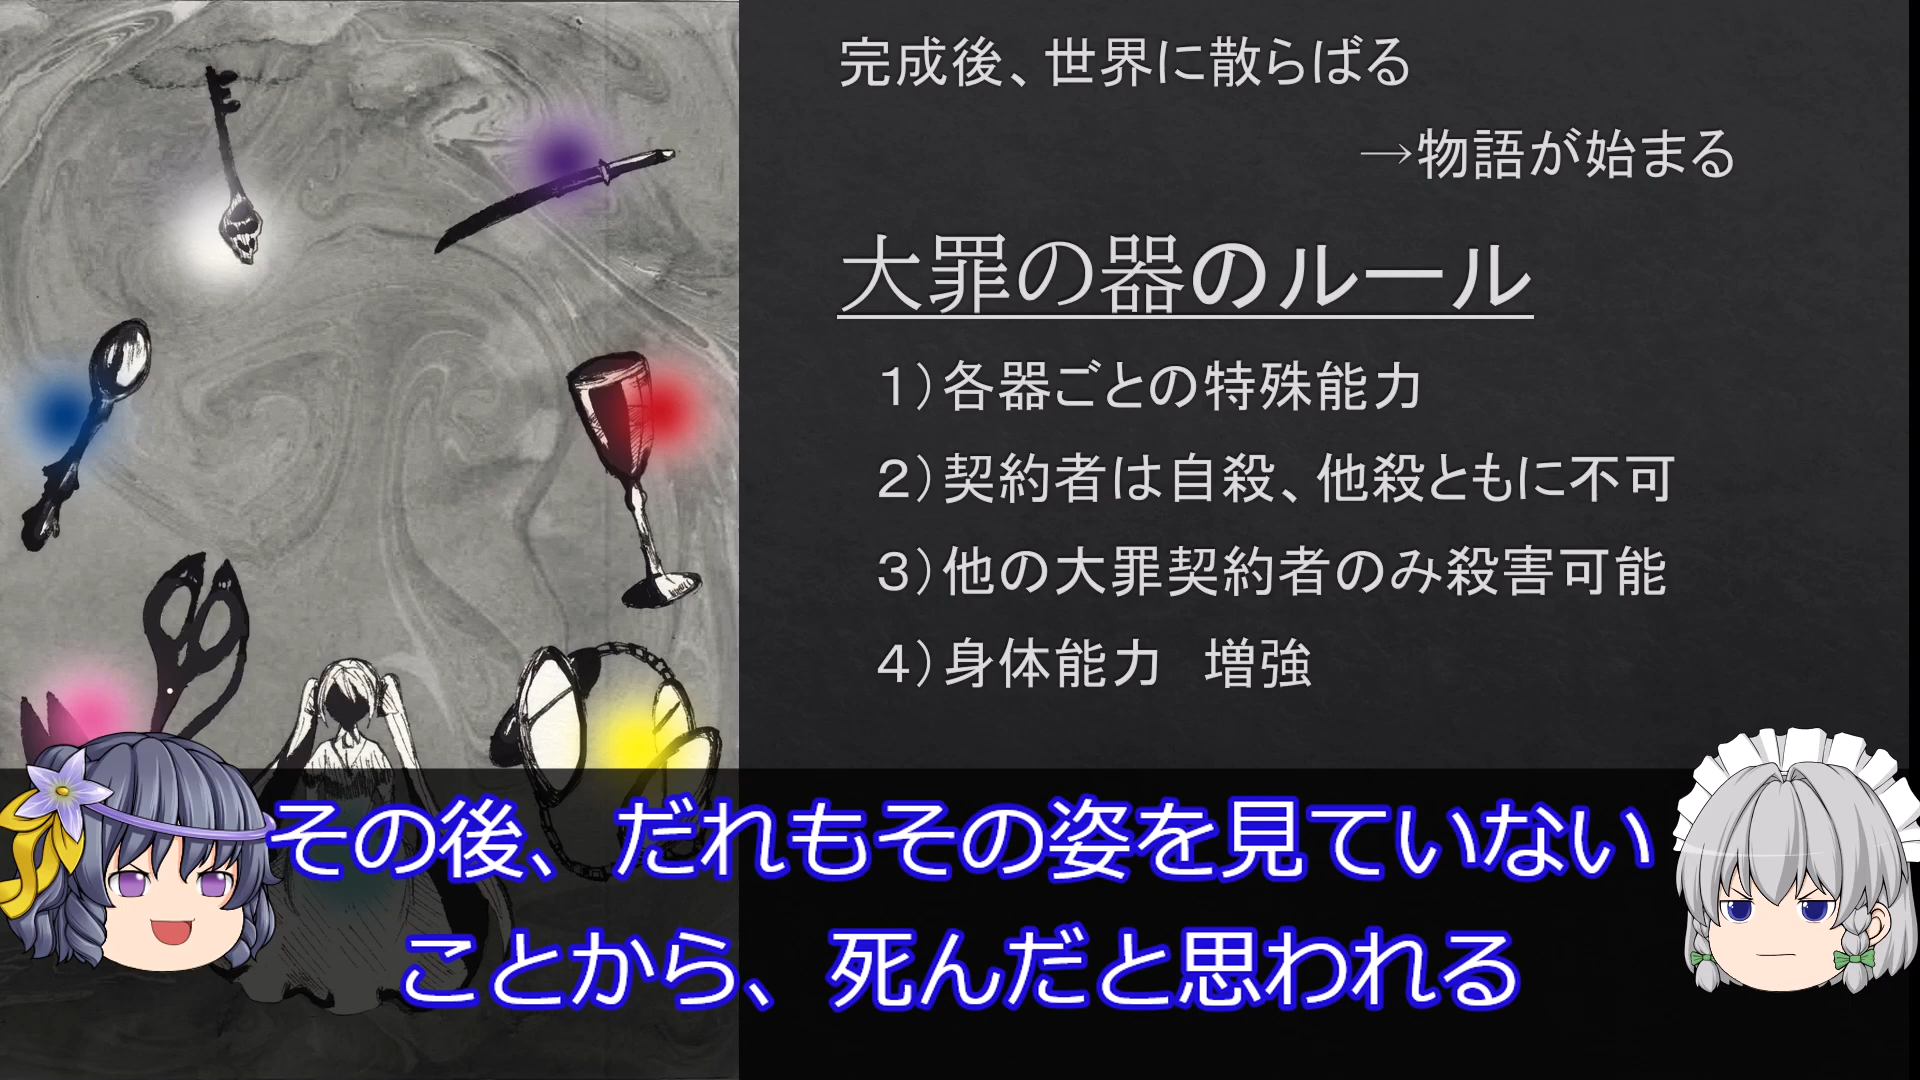 完成後、世界に散らばる
→物語が始まる
大罪の器のルール
1）各器ごとの特殊能力
2）契約者は自殺、他殺ともに不可
3）他の大罪契約者のみ殺害可能
4）身体能力　増強
その後、だれもその姿を見ていない
ことから、死んだと思われる